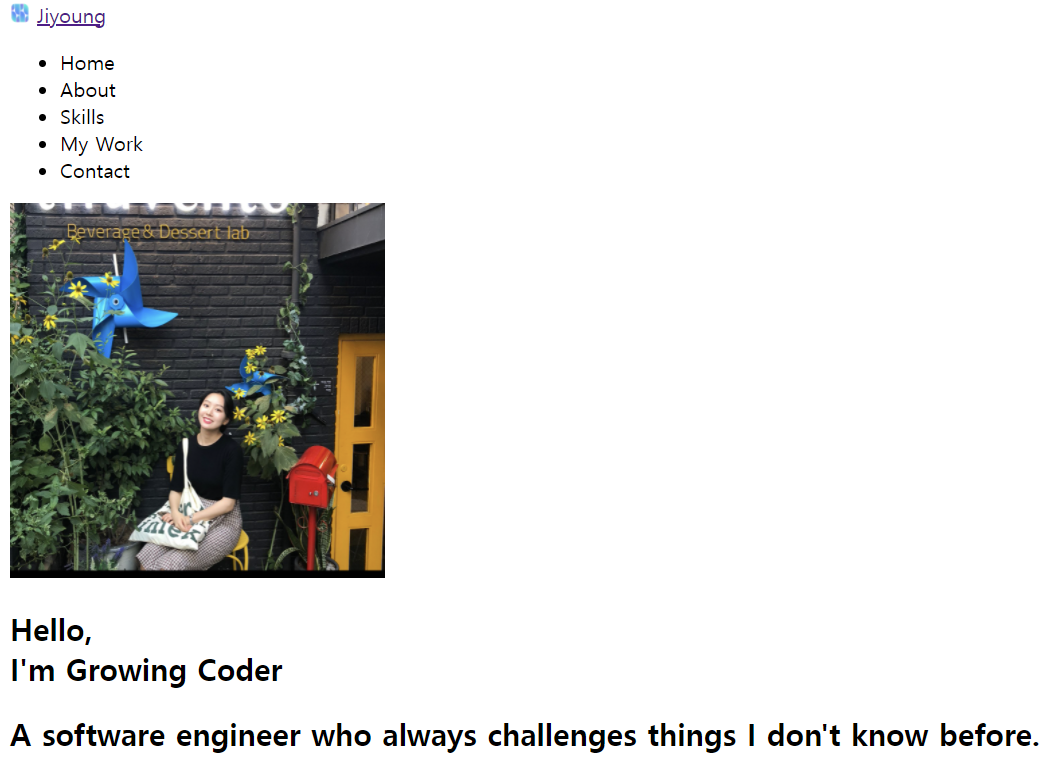 Jiyoung
Home
About
Skills
My Work
Contact
Beverage & Dessert lab
Hello,
I'm Growing Coder
A software engineer who always challenges things I don't know before.